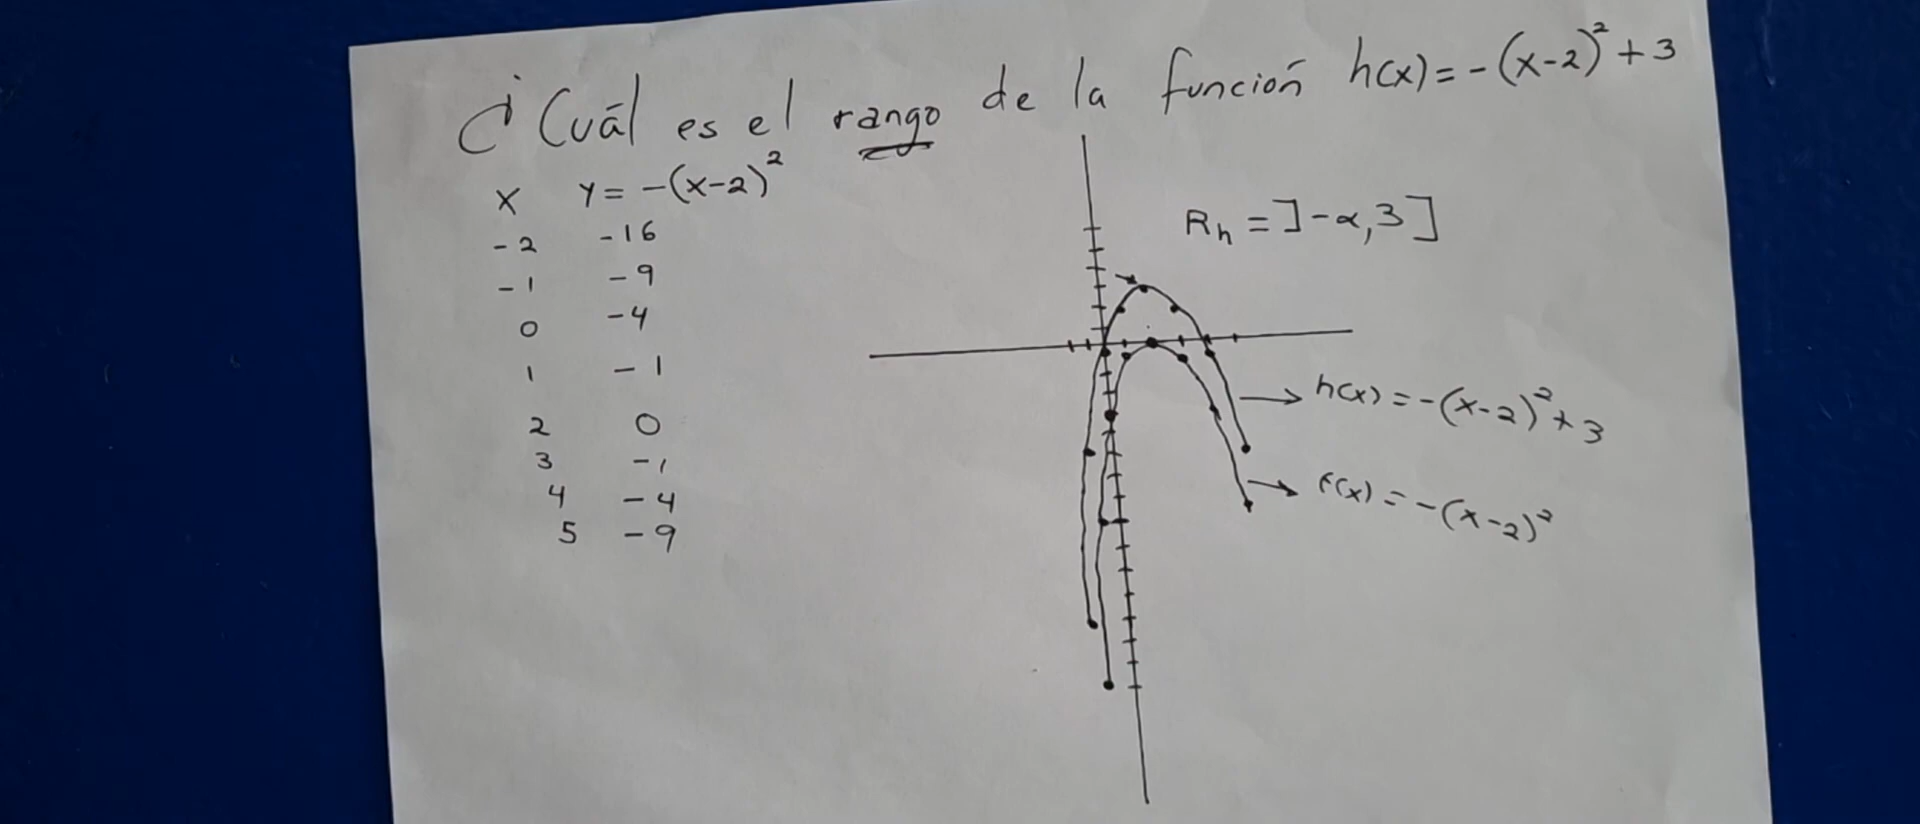 ¿Cuál es el rango de la función h(x) = -(x-2)² + 3
x y = -(x-2)²
-2 -16
-1 -9
0 -4
1 -1
2 0
3 -1
4 -4
5 -9
Rh = ]-∝, 3]
h(x) = -(x-2)² + 3
f(x) = -(x-2)²